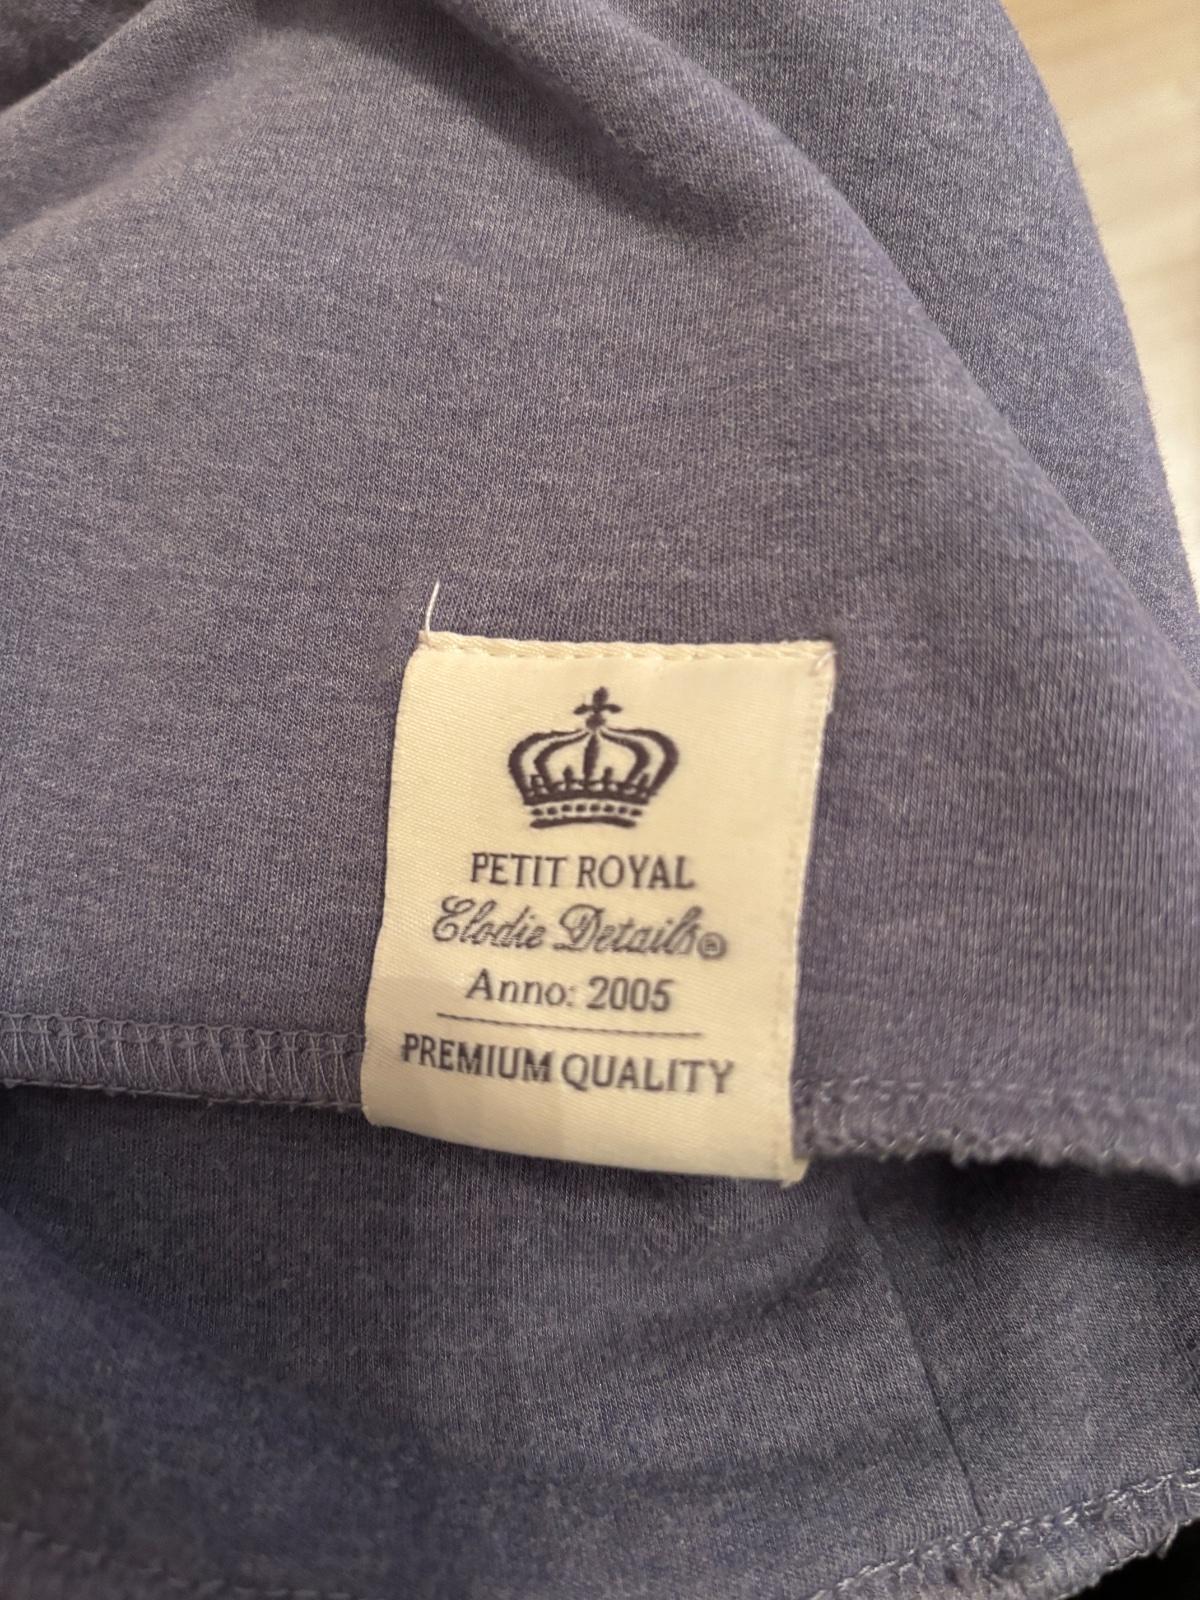 PETIT ROYAL
Elodie Details®
Anno: 2005
PREMIUM QUALITY